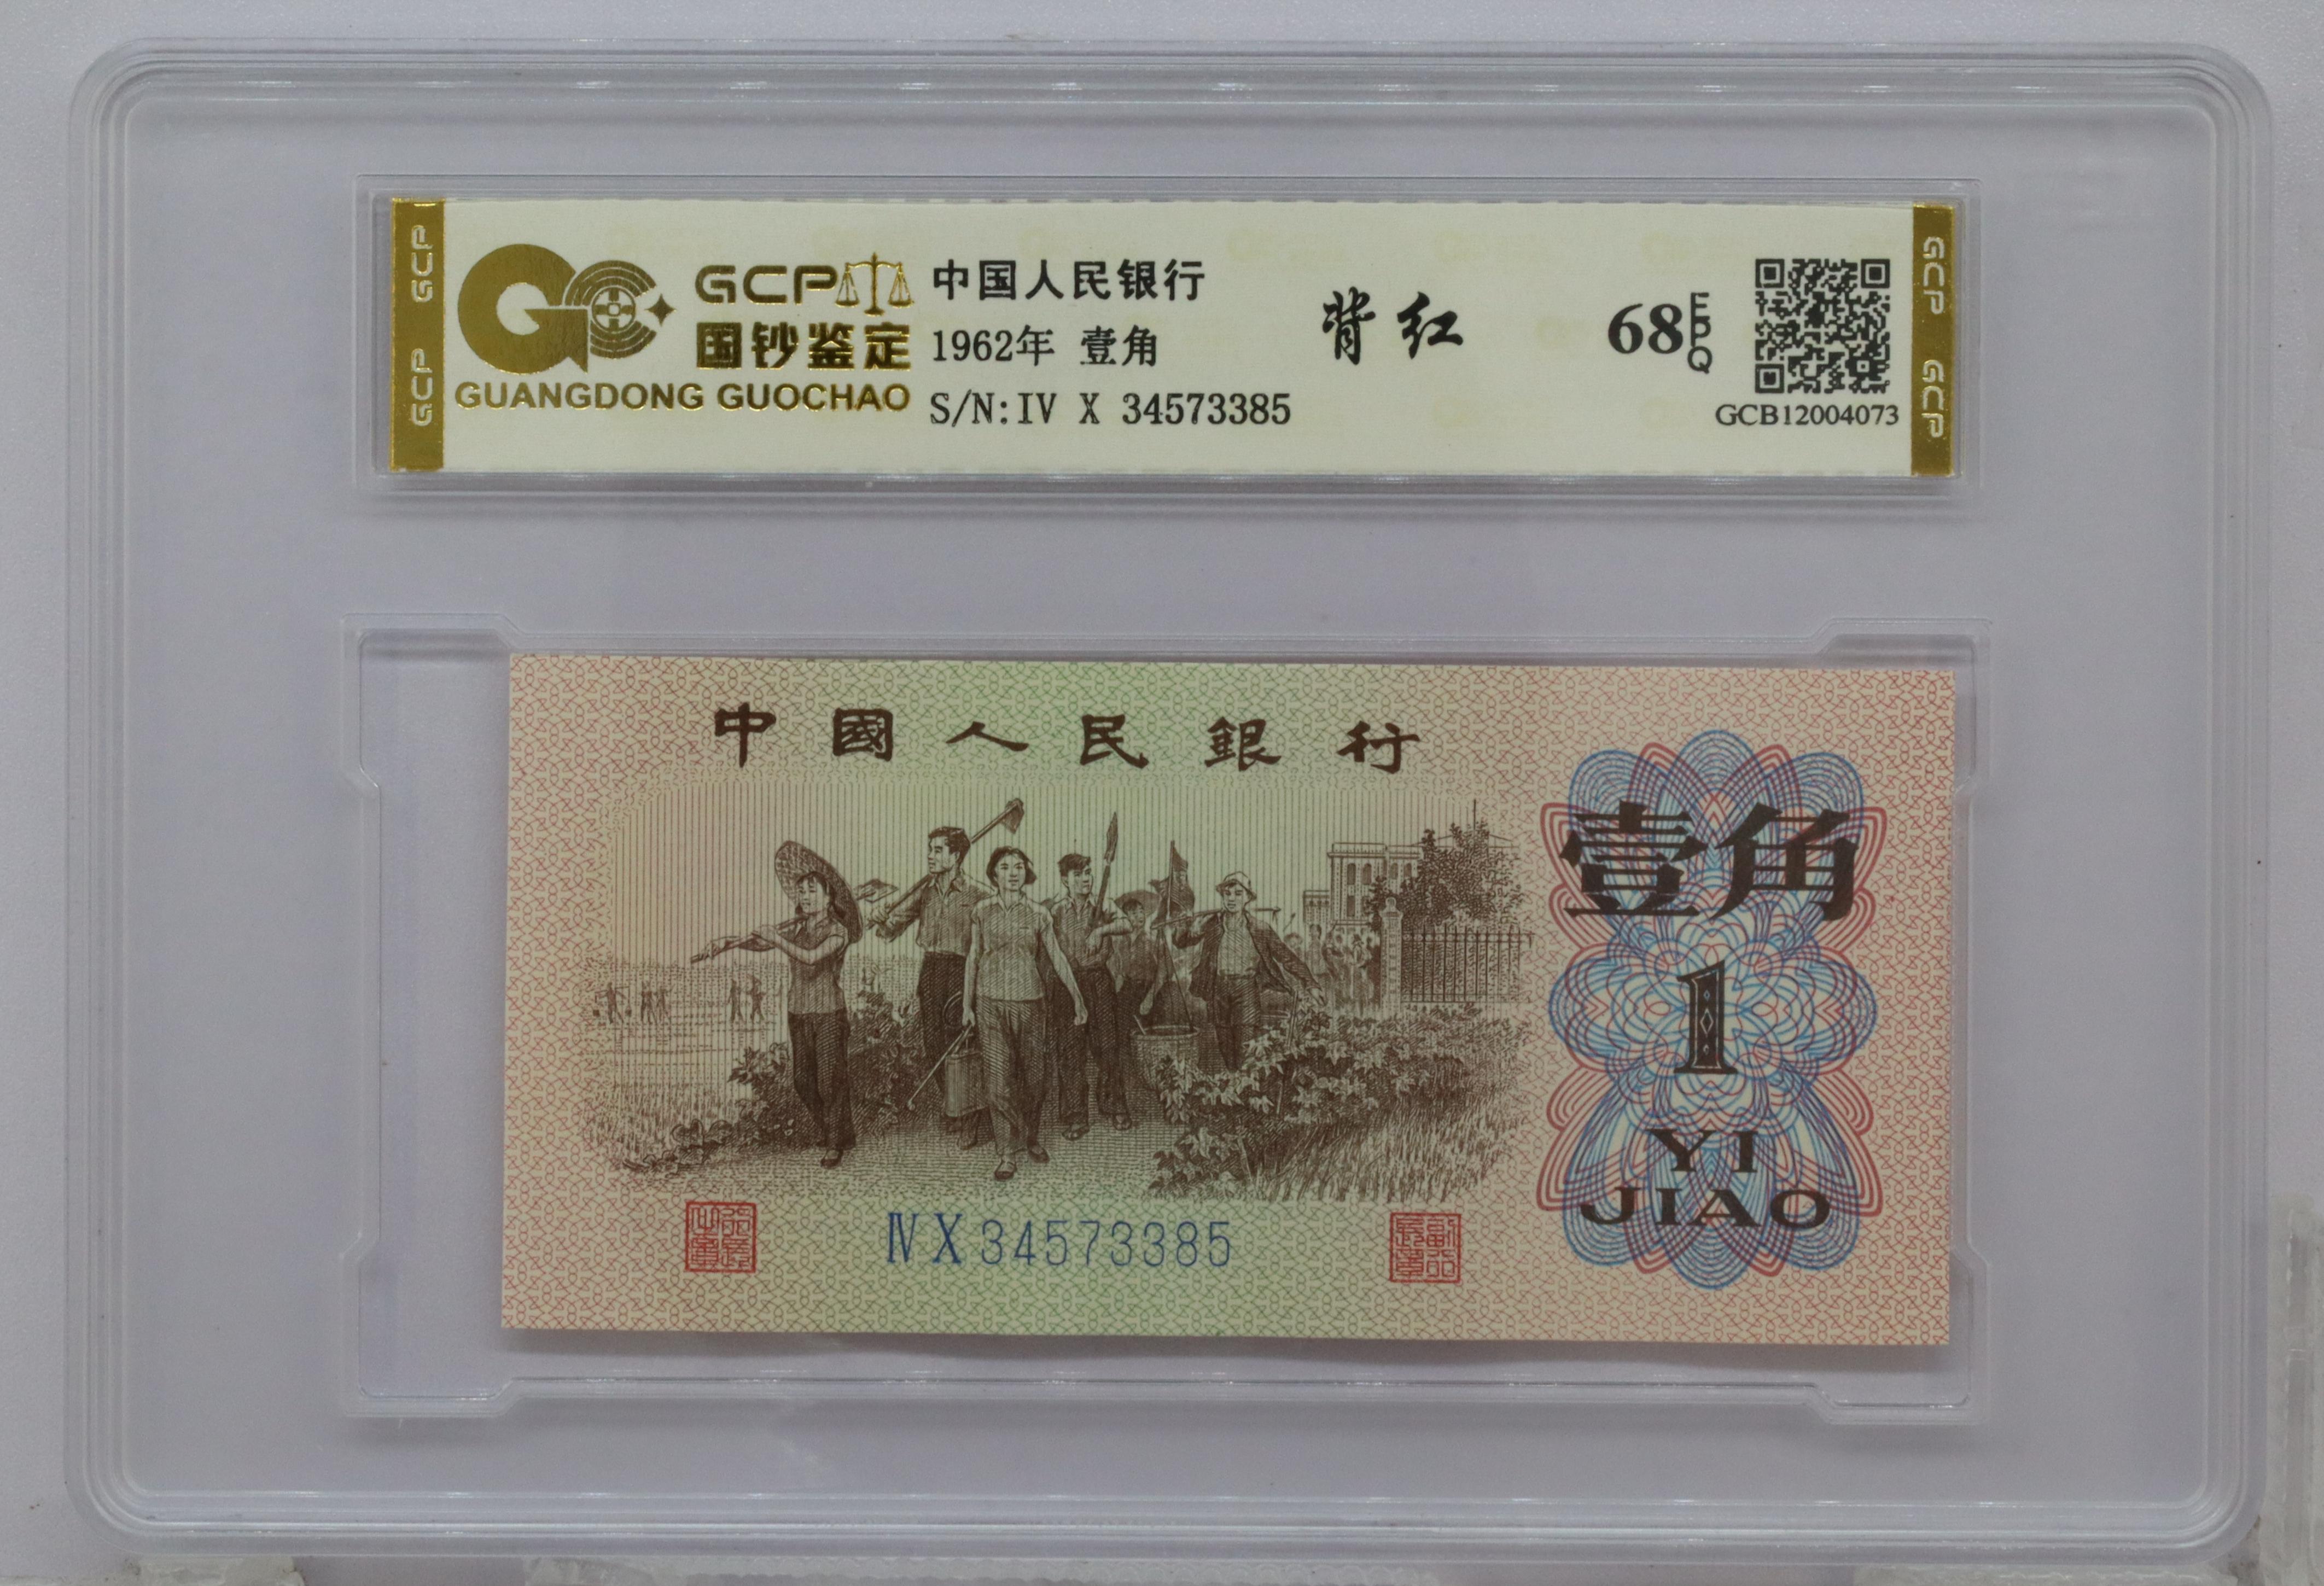 GCP
国钞鉴定
GUANGDONG GUOCHAO
中国人民银行
1962年 壹角
S/N:IV X 34573385
背红
68 EPQ
GCB12004073
GCP GCP
GCP GCP
中國人民銀行
壹角
1
YI
JIAO
IV X 34573385